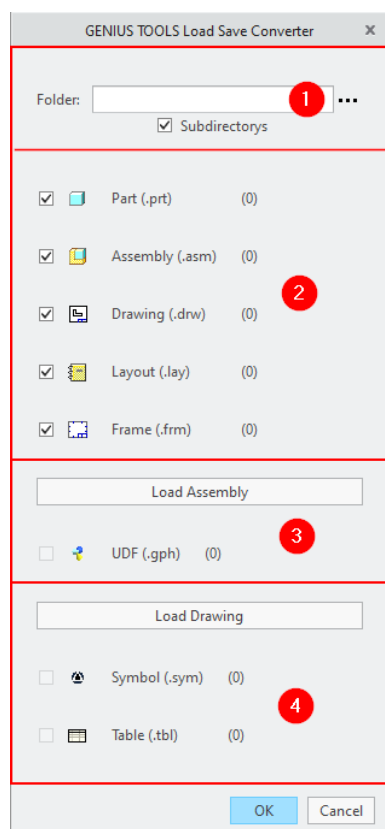 GENIUS TOOLS Load Save Converter x
Folder: 1 ...
Subdirectorys
Part (.prt) (0)
Assembly (.asm) (0)
2
Drawing (.drw) (0)
Layout (.lay) (0)
Frame (.frm) (0)
Load Assembly
3
UDF (.gph) (0)
Load Drawing
Symbol (.sym) (0)
4
Table (.tbl) (0)
OK Cancel